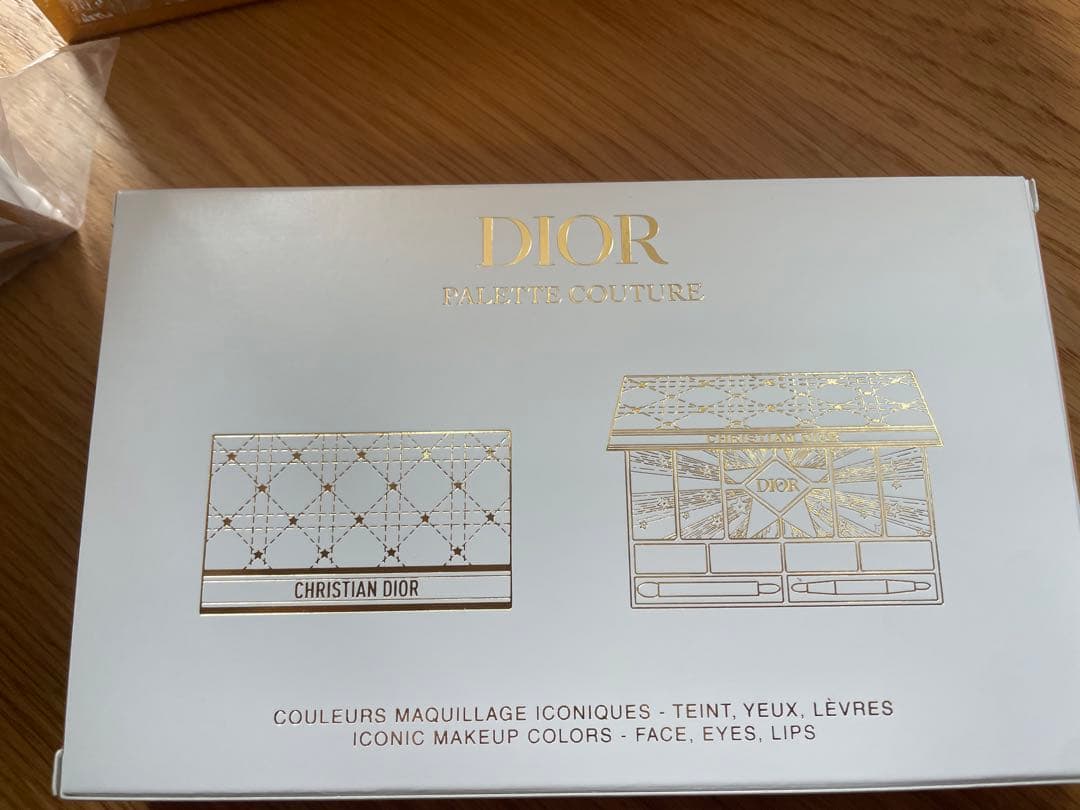 DIOR
PALETTE COUTURE
CHRISTIAN DIOR
DIOR
CHRISTIAN DIOR
COULEURS MAQUILLAGE ICONIQUES - TEINT, YEUX, LÈVRES
ICONIC MAKEUP COLORS - FACE, EYES, LIPS